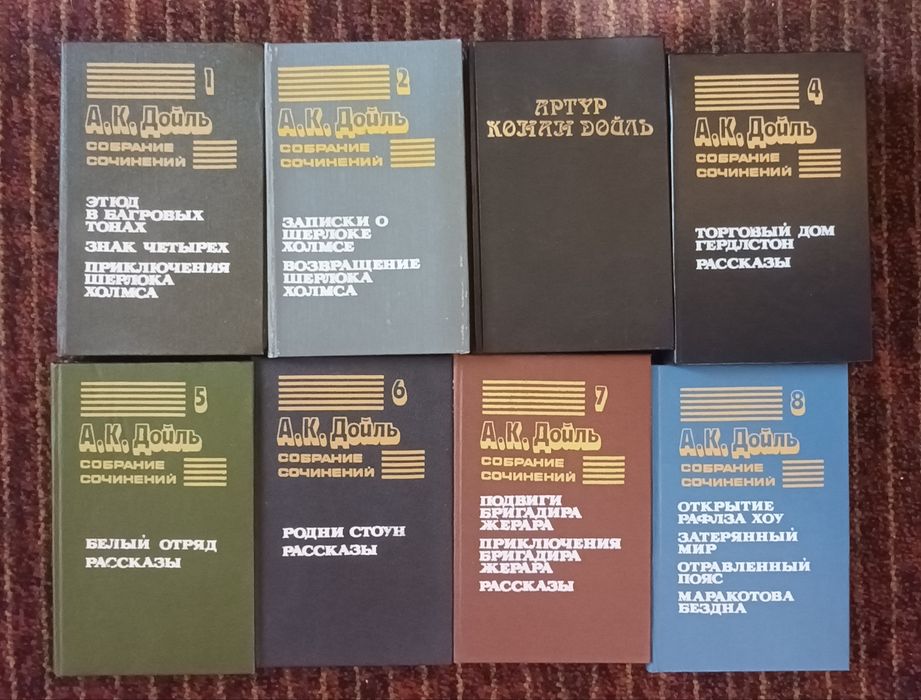 1
А.К. Дойль
СОБРАНИЕ
СОЧИНЕНИЙ
ЭТЮД
В БАГРОВЫХ
ТОНАХ
ЗНАК ЧЕТЫРЕХ
ПРИКЛЮЧЕНИЯ
ШЕРЛОКА
ХОЛМСА
2
А.К. Дойль
СОБРАНИЕ
СОЧИНЕНИЙ
ЗАПИСКИ О
ШЕРЛОКЕ
ХОЛМСЕ
ВОЗВРАЩЕНИЕ
ШЕРЛОКА
ХОЛМСА
АРТУР
КОНАН ДОЙЛЬ
4
А.К. Дойль
СОБРАНИЕ
СОЧИНЕНИЙ
ТОРГОВЫЙ ДОМ
ГЕРДЛСТОН
РАССКАЗЫ
5
А.К. Дойль
СОБРАНИЕ
СОЧИНЕНИЙ
БЕЛЫЙ ОТРЯД
РАССКАЗЫ
6
А.К. Дойль
СОБРАНИЕ
СОЧИНЕНИЙ
РОДНИ СТОУН
РАССКАЗЫ
7
А.К. Дойль
СОБРАНИЕ
СОЧИНЕНИЙ
ПОДВИГИ
БРИГАДИРА
ЖЕРАРА
ПРИКЛЮЧЕНИЯ
БРИГАДИРА
ЖЕРАРА
РАССКАЗЫ
8
А.К. Дойль
СОБРАНИЕ
СОЧИНЕНИЙ
ОТКРЫТИЕ
РАФЛЗА ХОУ
ЗАТЕРЯННЫЙ
МИР
ОТРАВЛЕННЫЙ
ПОЯС
МАРАКОТОВА
БЕЗДНА